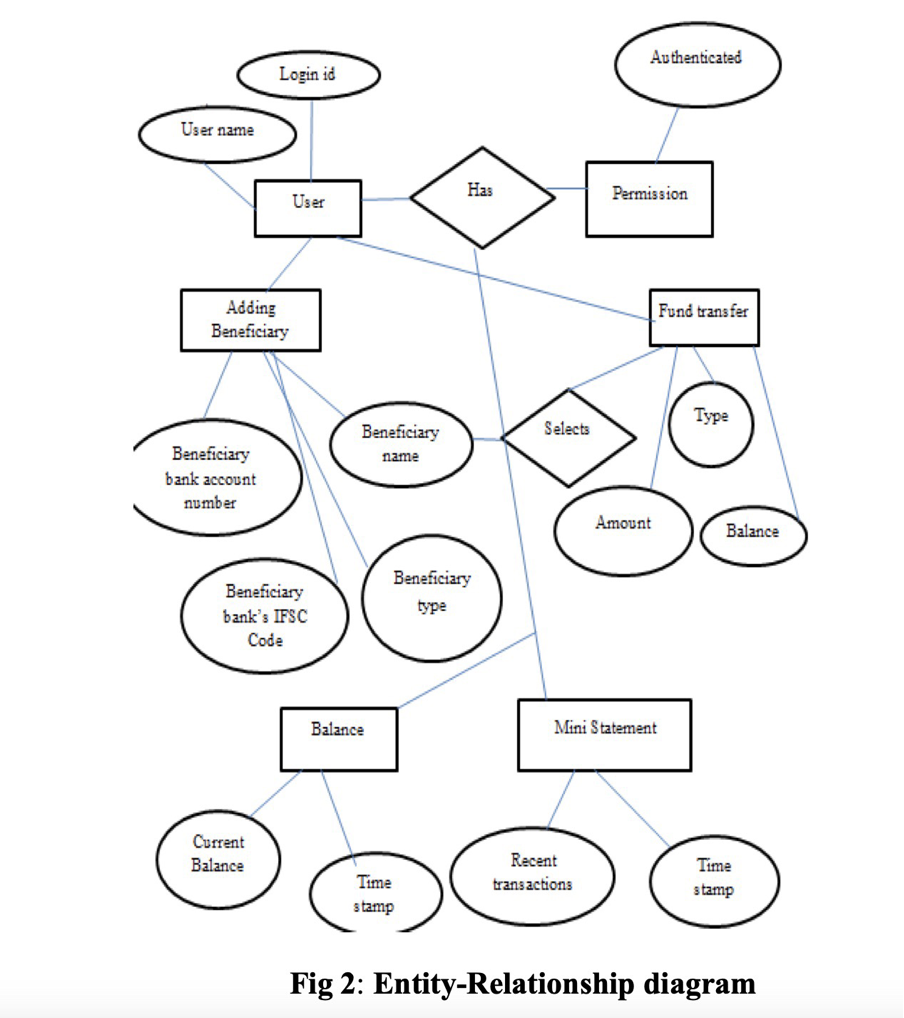 Login id
Authenticated
User name
User
Has
Permission
Adding
Beneficiary
Fund transfer
Beneficiary
bank account
number
Beneficiary
name
Selects
Type
Amount
Balance
Beneficiary
bank's IFSC
Code
Beneficiary
type
Balance
Mini Statement
Current
Balance
Time
stamp
Recent
transactions
Time
stamp
Fig 2: Entity-Relationship diagram